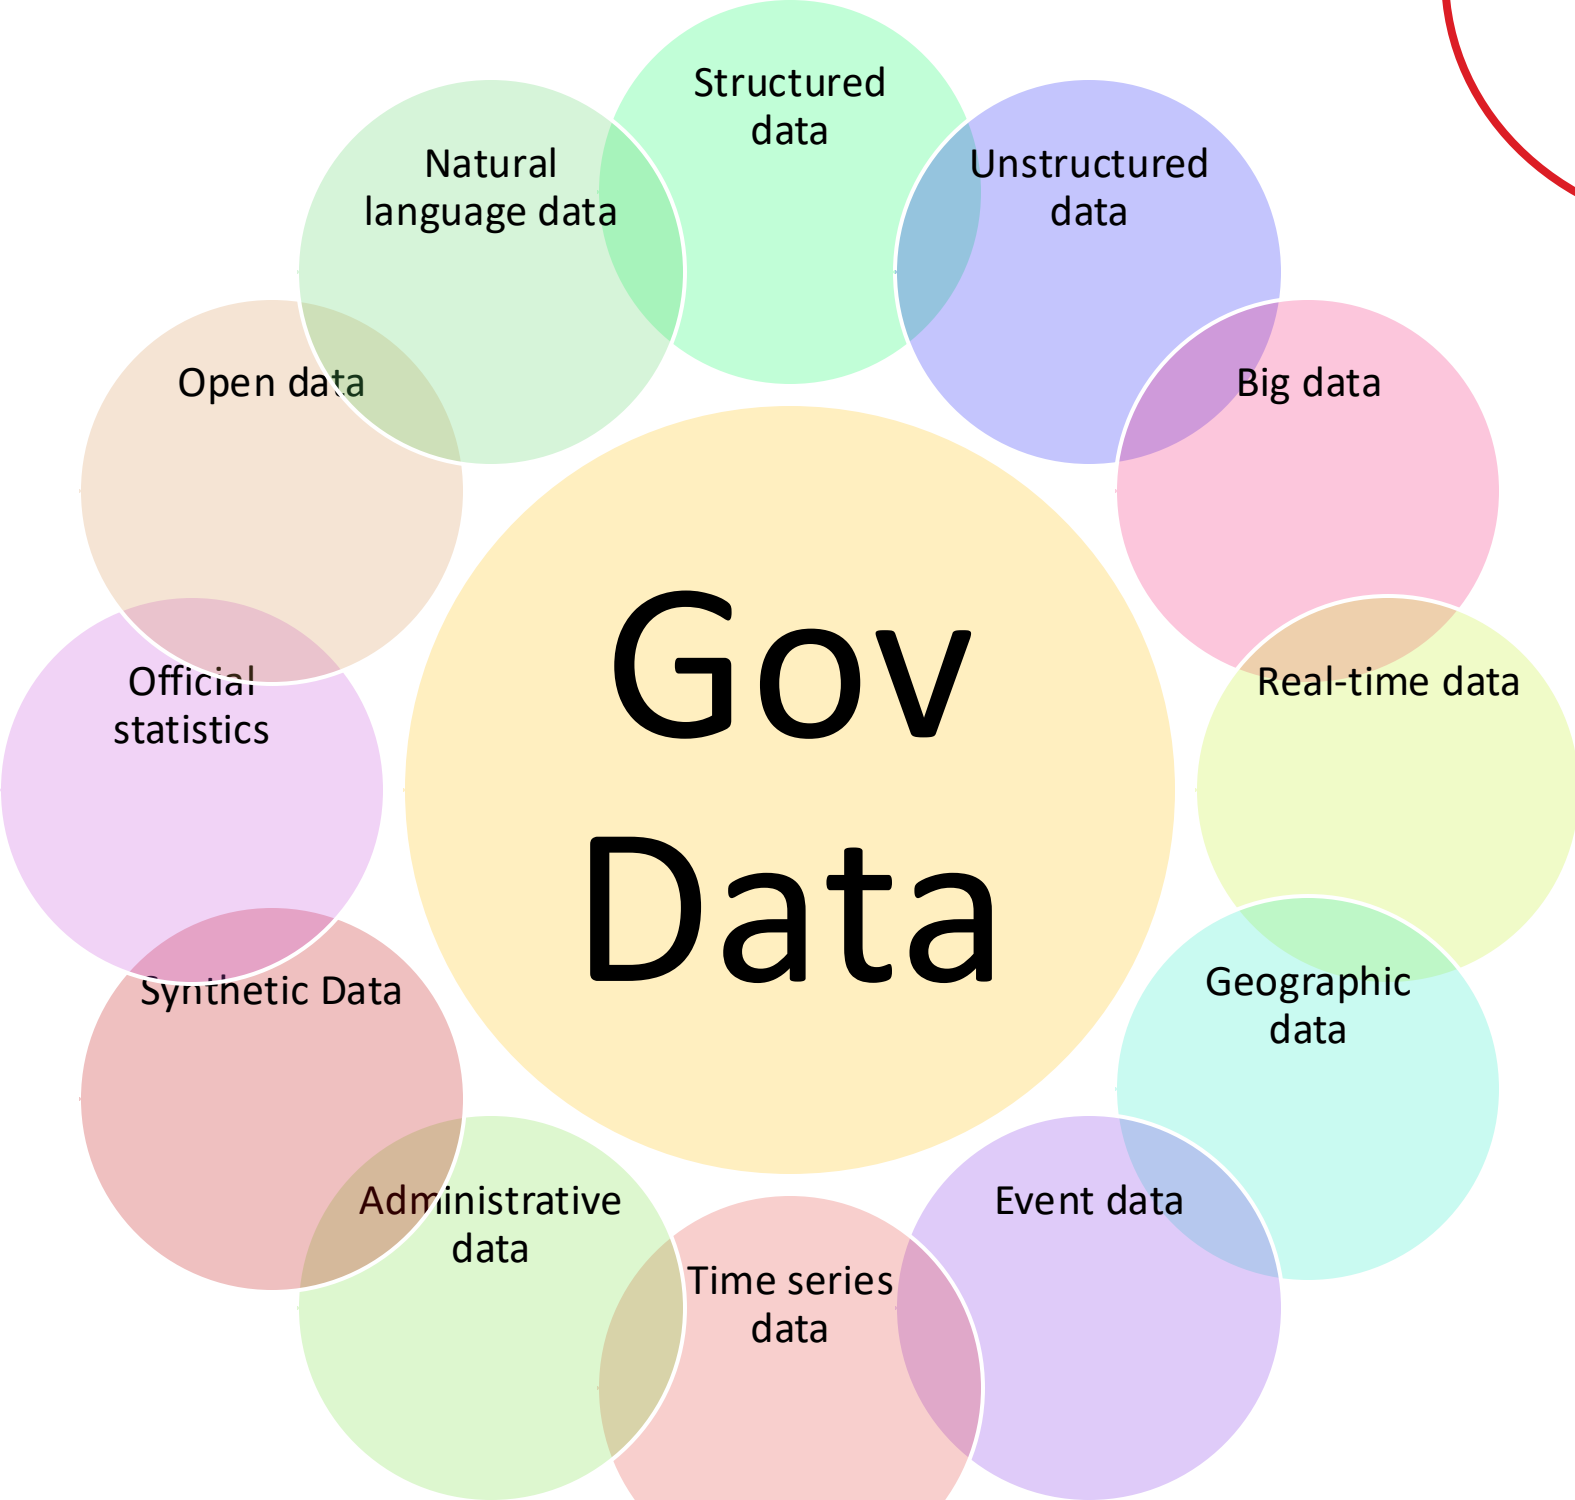 Structured
data
Unstructured
data
Big data
Real-time data
Geographic
data
Event data
Time series
data
Administrative
data
Synthetic Data
Official
statistics
Open data
Natural
language data
Gov
Data